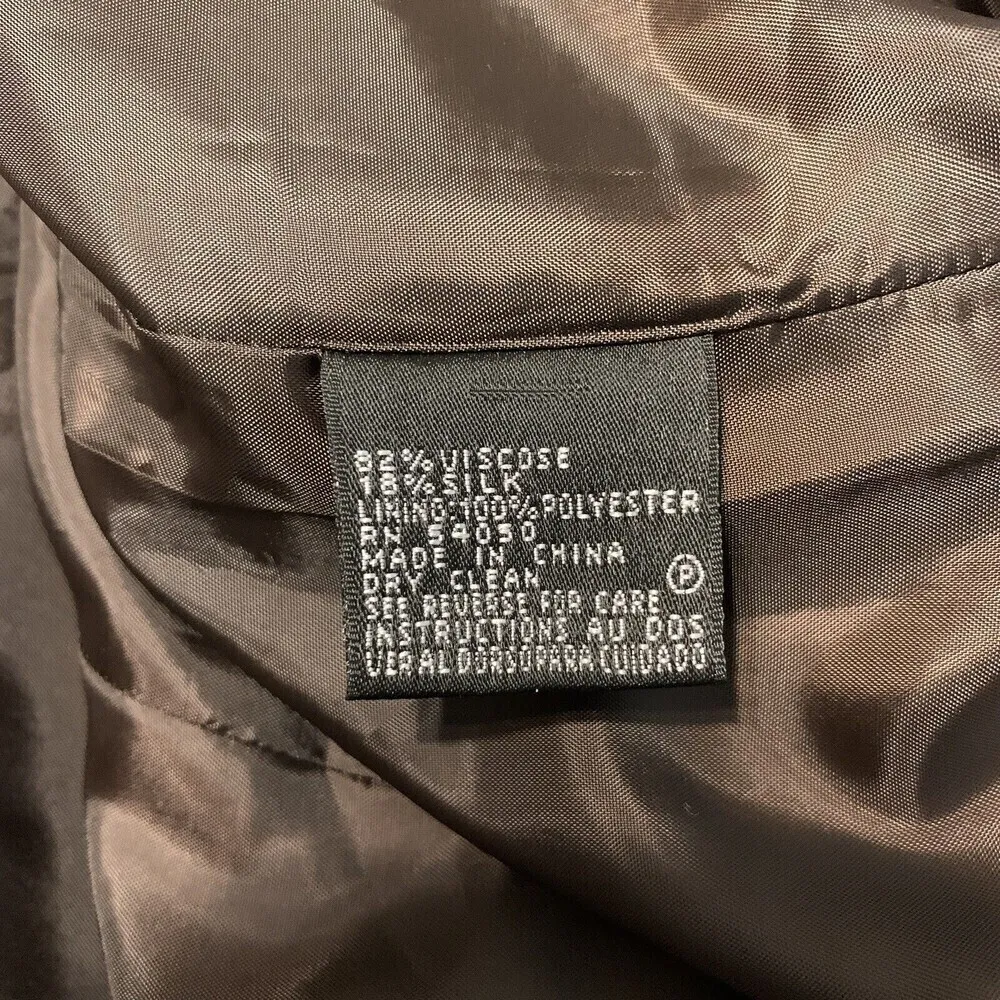 82% VISCOSE
18% SILK
LINING:100% POLYESTER
RN 54050
MADE IN CHINA
DRY CLEAN
P
SEE REVERSE FOR CARE
INSTRUCTIONS AU DOS
VER AL DORSO PARA CUIDADO